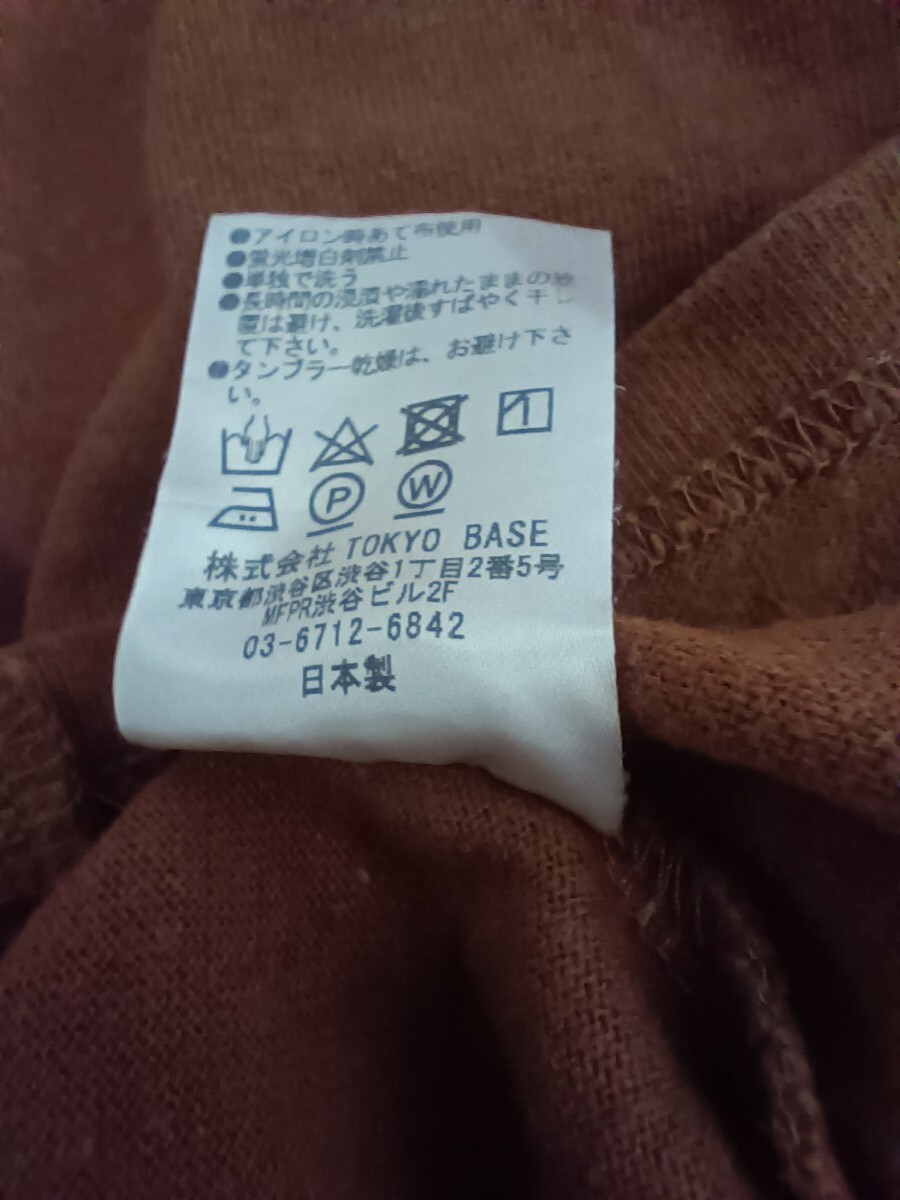 ●アイロン時あて布使用
●蛍光増白剤禁止
●単独で洗う
●長時間の浸漬や濡れたままの放
置は避け、洗濯後すばやく干し
て下さい。
●タンブラー乾燥は、お避け下さ
い。
P W
株式会社 TOKYO BASE
東京都渋谷区渋谷1丁目2番5号
MFPR渋谷ビル2F
03-6712-6842
日本製